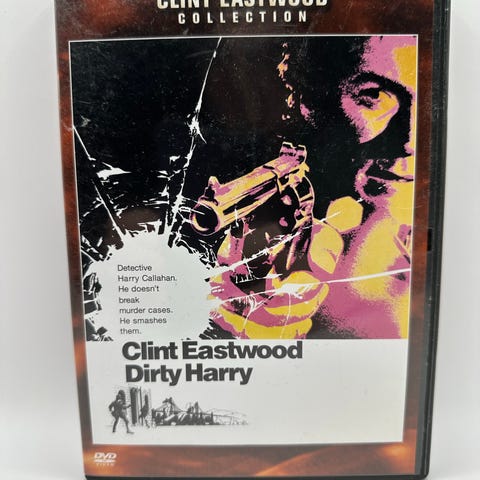 CLINT EASTWOOD
COLLECTION
Detective
Harry Callahan.
He doesn't
break
murder cases.
He smashes
them.
Clint Eastwood
Dirty Harry
DVD
VIDEO